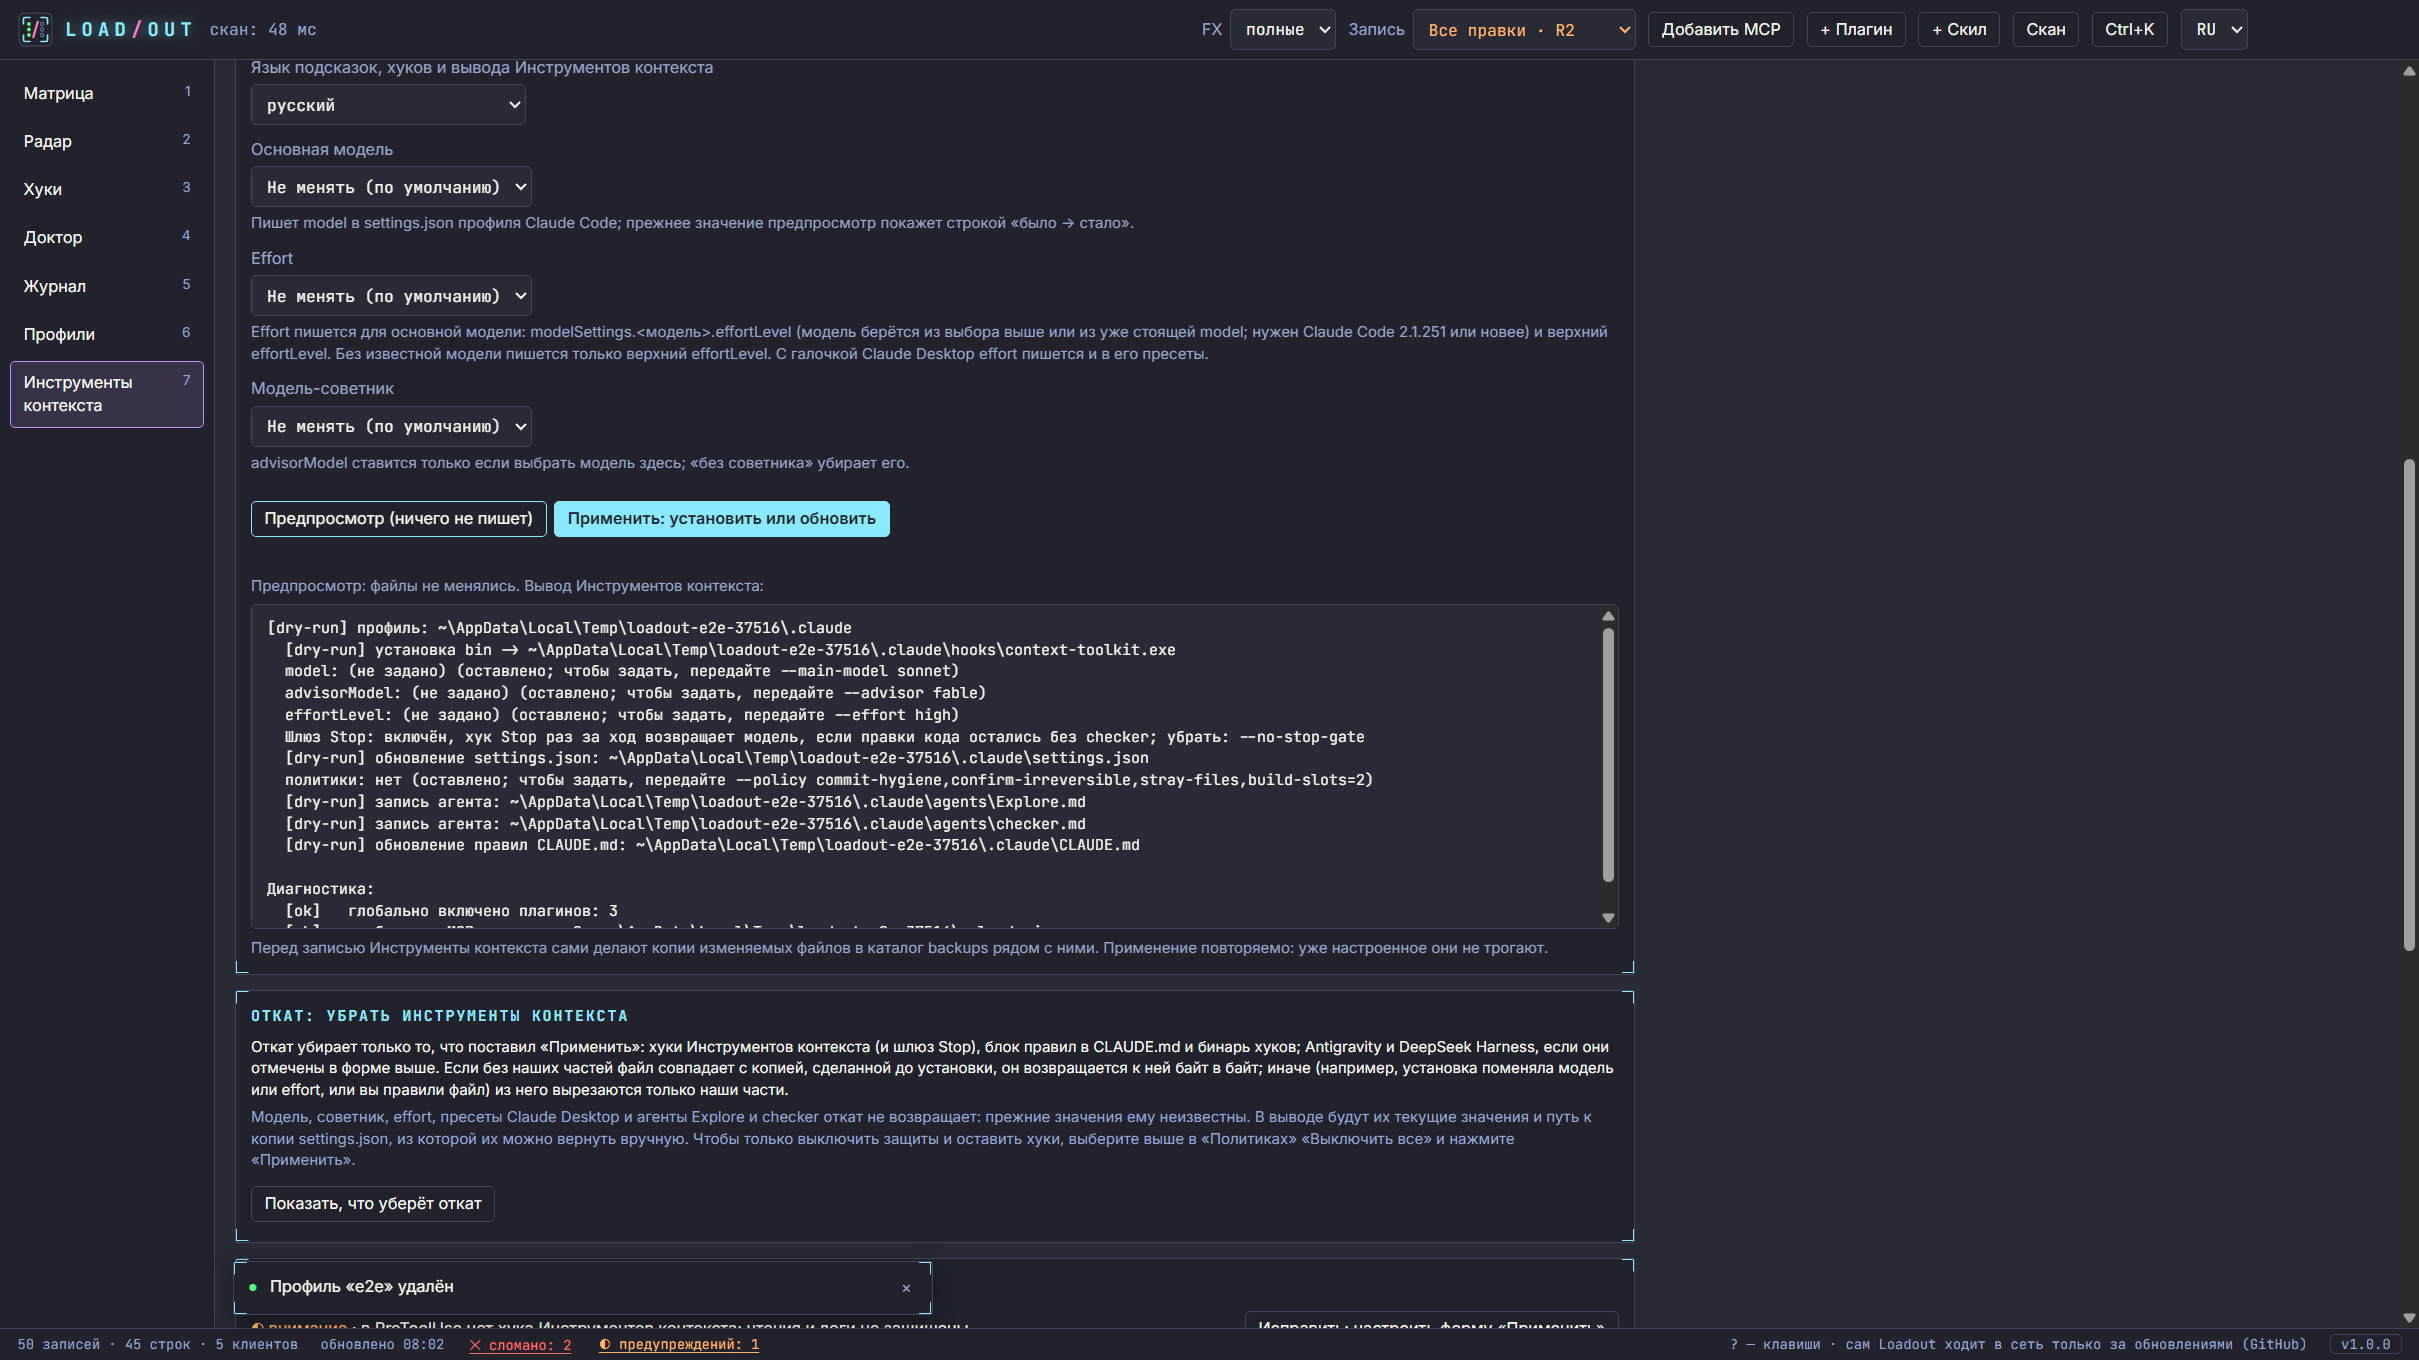 LOAD/OUT скан: 48 мс FX полные Запись Все правки · R2 Добавить MCP + Плагин + Скил Скан Ctrl+K RU
Матрица 1
Радар 2
Хуки 3
Доктор 4
Журнал 5
Профили 6
Инструменты контекста 7
Язык подсказок, хуков и вывода Инструментов контекста
русский
Основная модель
Не менять (по умолчанию)
Пишет model в settings.json профиля Claude Code; прежнее значение предпросмотр покажет строкой «было → стало».
Effort
Не менять (по умолчанию)
Effort пишется для основной модели: modelSettings.<модель>.effortLevel (модель берётся из выбора выше или из уже стоящей model; нужен Claude Code 2.1.251 или новее) и верхний
effortLevel. Без известной модели пишется только верхний effortLevel. С галочкой Claude Desktop effort пишется и в его пресеты.
Модель-советник
Не менять (по умолчанию)
advisorModel ставится только если выбрать модель здесь; «без советника» убирает его.
Предпросмотр (ничего не пишет) Применить: установить или обновить
Предпросмотр: файлы не менялись. Вывод Инструментов контекста:
[dry-run] профиль: ~\AppData\Local\Temp\loadout-e2e-37516\.claude
[dry-run] установка bin —> ~\AppData\Local\Temp\loadout-e2e-37516\.claude\hooks\context-toolkit.exe
model: (не задано) (оставлено; чтобы задать, передайте --main-model sonnet)
advisorModel: (не задано) (оставлено; чтобы задать, передайте --advisor fable)
effortLevel: (не задано) (оставлено; чтобы задать, передайте --effort high)
Шлюз Stop: включён, хук Stop раз за ход возвращает модель, если правки кода остались без checker; убрать: --no-stop-gate
[dry-run] обновление settings.json: ~\AppData\Local\Temp\loadout-e2e-37516\.claude\settings.json
политики: нет (оставлено; чтобы задать, передайте --policy commit-hygiene,confirm-irreversible,stray-files,build-slots=2)
[dry-run] запись агента: ~\AppData\Local\Temp\loadout-e2e-37516\.claude\agents\Explore.md
[dry-run] запись агента: ~\AppData\Local\Temp\loadout-e2e-37516\.claude\agents\checker.md
[dry-run] обновление правил CLAUDE.md: ~\AppData\Local\Temp\loadout-e2e-37516\.claude\CLAUDE.md
Диагностика:
[ok] глобально включено плагинов: 3
Перед записью Инструменты контекста сами делают копии изменяемых файлов в каталог backups рядом с ними. Применение повторяемо: уже настроенное они не трогают.
ОТКАТ: УБРАТЬ ИНСТРУМЕНТЫ КОНТЕКСТА
Откат убирает только то, что поставил «Применить»: хуки Инструментов контекста (и шлюз Stop), блок правил в CLAUDE.md и бинарь хуков; Antigravity и DeepSeek Harness, если они
отмечены в форме выше. Если без наших частей файл совпадает с копией, сделанной до установки, он возвращается к ней байт в байт; иначе (например, установка поменяла модель
или effort, или вы правили файл) из него вырезаются только наши части.
Модель, советник, effort, пресеты Claude Desktop и агенты Explore и checker откат не возвращает: прежние значения ему неизвестны. В выводе будут их текущие значения и путь к
копии settings.json, из которой их можно вернуть вручную. Чтобы только выключить защиты и оставить хуки, выберите выше в «Политиках» «Выключить все» и нажмите
«Применить».
Показать, что уберёт откат
Профиль «e2e» удалён ×
внимание · в PreToolUse нет хука Инструментов контекста: чтения и логи не защищены Исправить: настроить форму «Применить»
50 записей · 45 строк · 5 клиентов обновлено 08:02 сломано: 2 предупреждений: 1 ? — клавиши · сам Loadout ходит в сеть только за обновлениями (GitHub) v1.0.0